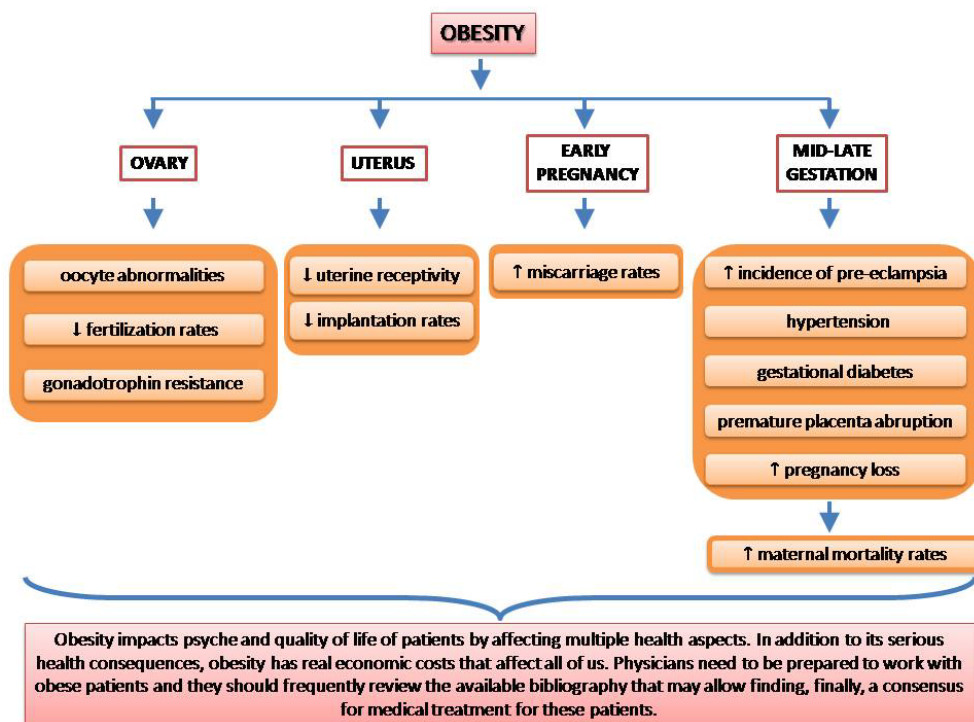 OBESITY
OVARY
UTERUS
EARLY
PREGNANCY
MID-LATE
GESTATION
oocyte abnormalities
↓ fertilization rates
gonadotrophin resistance
↓ uterine receptivity
↓ implantation rates
↑ miscarriage rates
↑ incidence of pre-eclampsia
hypertension
gestational diabetes
premature placenta abruption
↑ pregnancy loss
↑ maternal mortality rates
Obesity impacts psyche and quality of life of patients by affecting multiple health aspects. In addition to its serious
health consequences, obesity has real economic costs that affect all of us. Physicians need to be prepared to work with
obese patients and they should frequently review the available bibliography that may allow finding, finally, a consensus
for medical treatment for these patients.